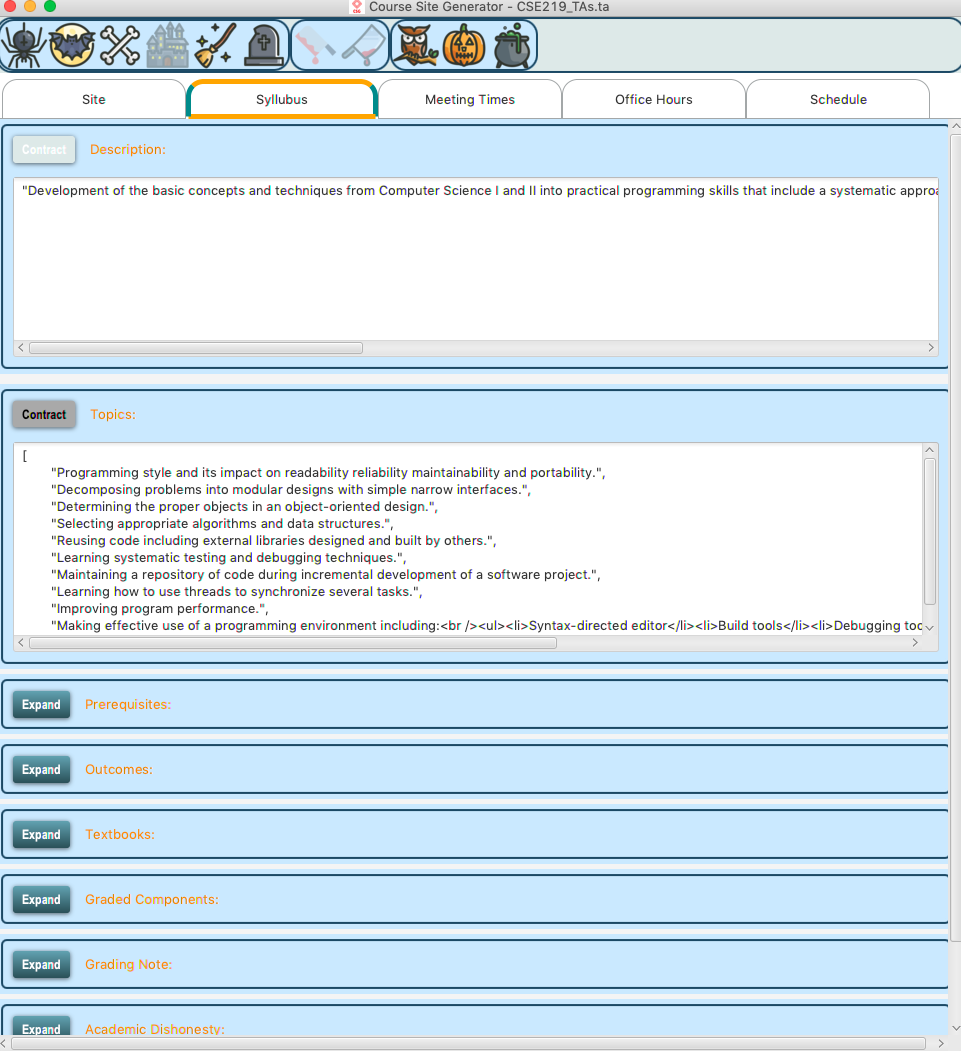 Course Site Generator - CSE219_TAs.ta
Site
Syllabus
Meeting Times
Office Hours
Schedule
Contract
Description:
"Development of the basic concepts and techniques from Computer Science I and II into practical programming skills that include a systematic
Contract
Topics:
[
"Programming style and its impact on readability reliability maintainability and portability.",
"Decomposing problems into modular designs with simple narrow interfaces.",
"Determining the proper objects in an object-oriented design.",
"Selecting appropriate algorithms and data structures.",
"Reusing code including external libraries designed and built by others.",
"Learning systematic testing and debugging techniques.",
"Maintaining a repository of code during incremental development of a software project.",
"Learning how to use threads to synchronize several tasks.",
"Improving program performance.",
"Making effective use of a programming environment including:<br /><ul><li>Syntax-directed editor</li><li>Build tools</li><li>Debugging
Expand
Prerequisites:
Expand
Outcomes:
Expand
Textbooks:
Expand
Graded Components:
Expand
Grading Note:
Expand
Academic Dishonesty: